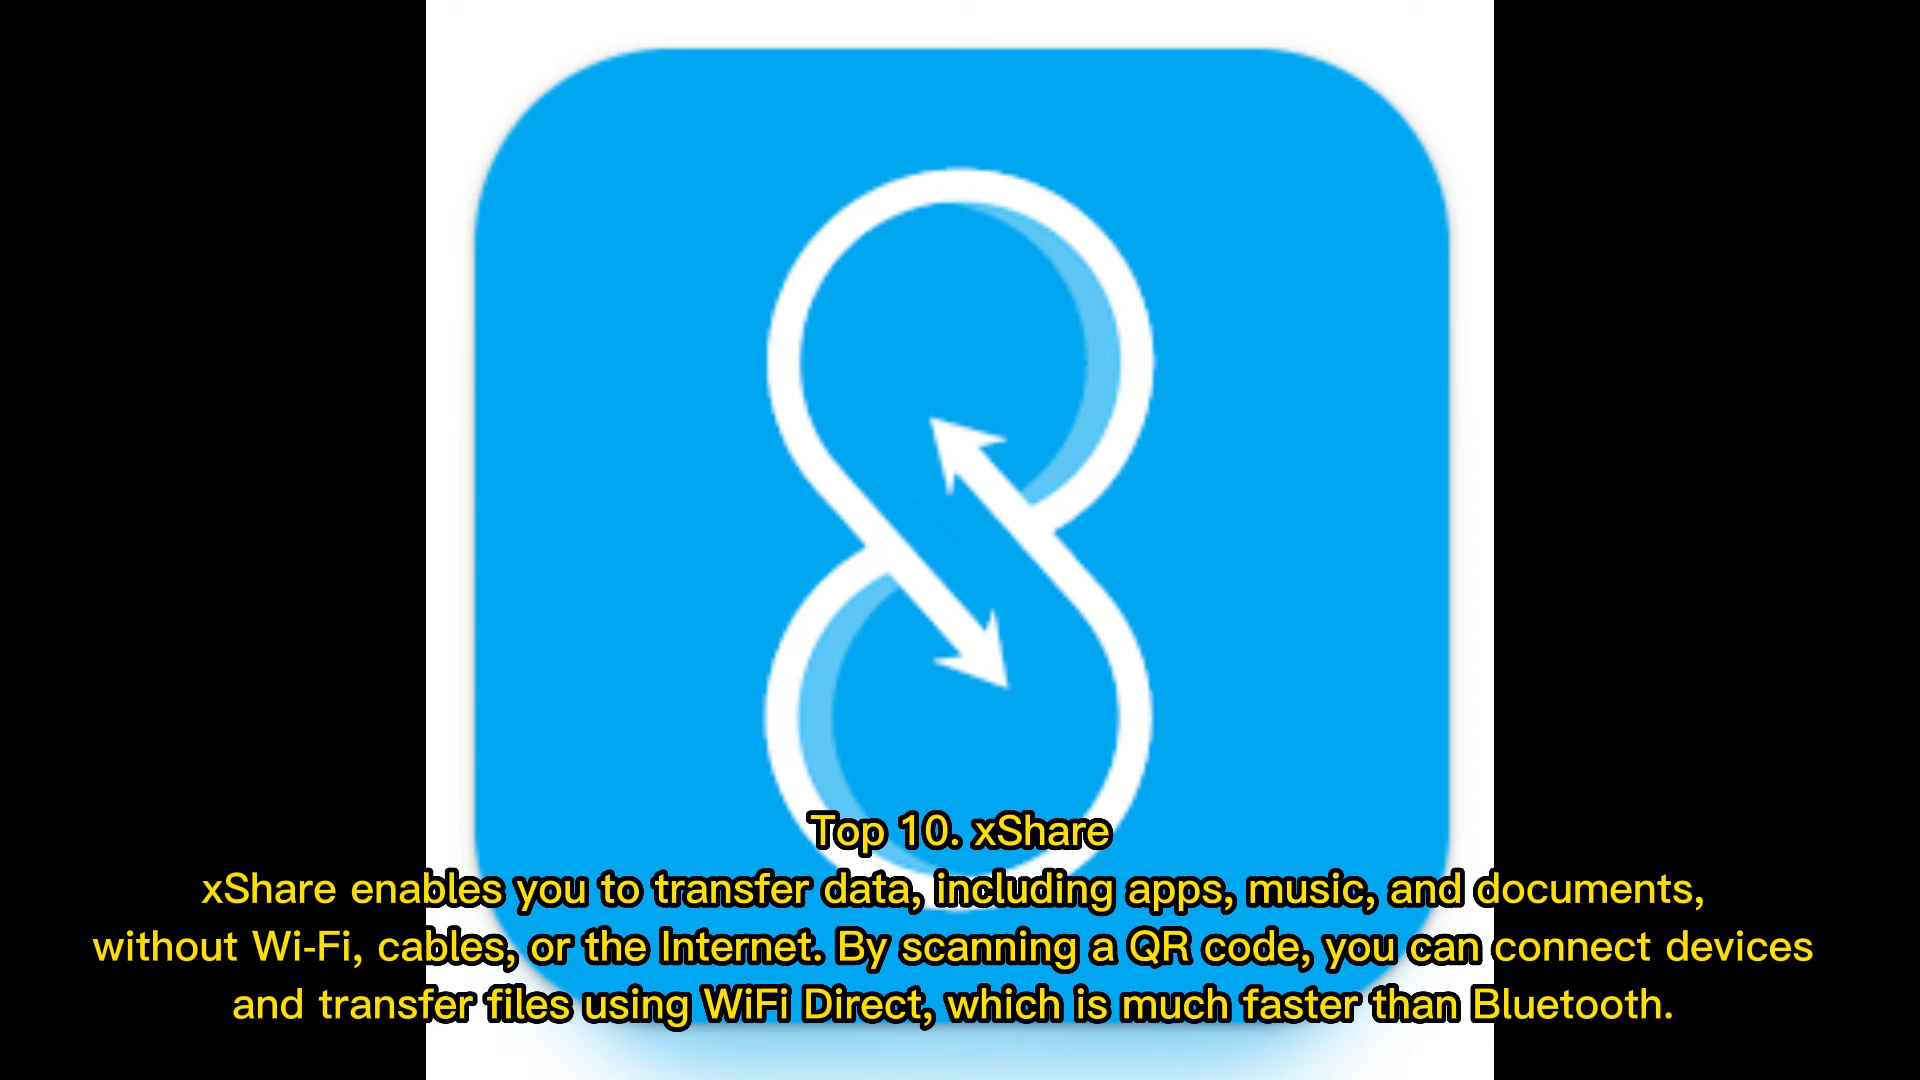 Top 10. xShare
xShare enables you to transfer data, including apps, music, and documents,
without Wi-Fi, cables, or the Internet. By scanning a QR code, you can connect devices
and transfer files using WiFi Direct, which is much faster than Bluetooth.